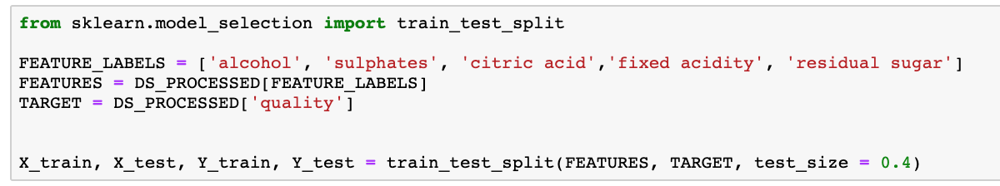 from sklearn.model_selection import train_test_split
FEATURE_LABELS = ['alcohol', 'sulphates', 'citric acid','fixed acidity', 'residual sugar']
FEATURES = DS_PROCESSED[FEATURE_LABELS]
TARGET = DS_PROCESSED['quality']
X_train, X_test, Y_train, Y_test = train_test_split(FEATURES, TARGET, test_size = 0.4)